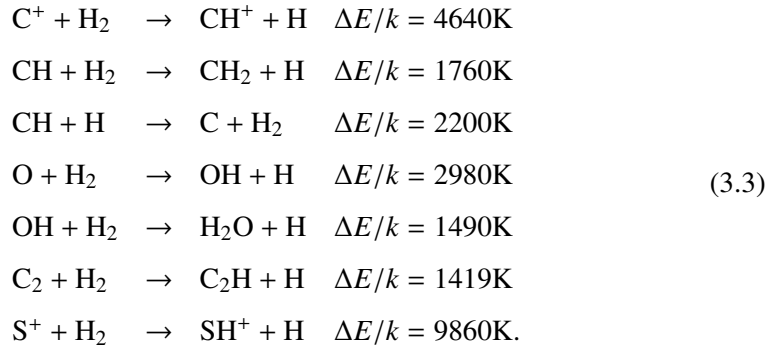 C⁺ + H₂ → CH⁺ + H ΔE/k = 4640K
CH + H₂ → CH₂ + H ΔE/k = 1760K
CH + H → C + H₂ ΔE/k = 2200K
O + H₂ → OH + H ΔE/k = 2980K
(3.3)
OH + H₂ → H₂O + H ΔE/k = 1490K
C₂ + H₂ → C₂H + H ΔE/k = 1419K
S⁺ + H₂ → SH⁺ + H ΔE/k = 9860K.